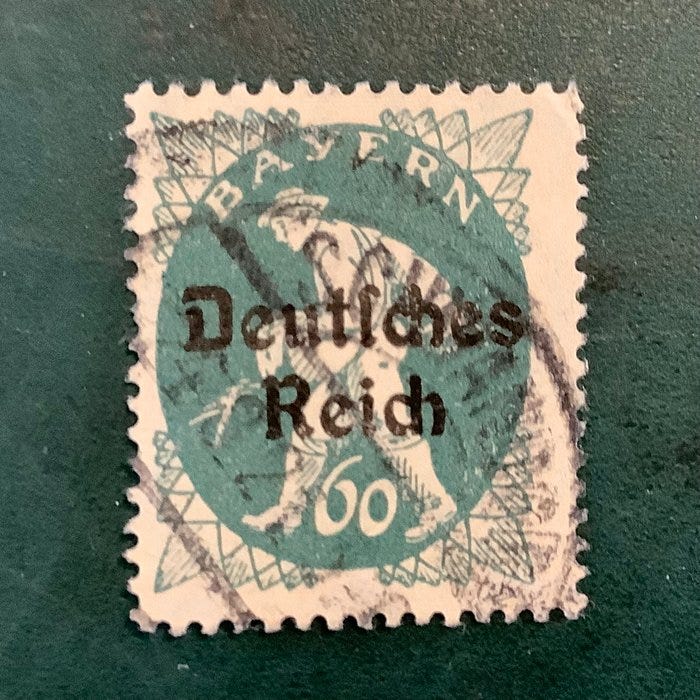 BAYERN
Deutſches
Reich
60